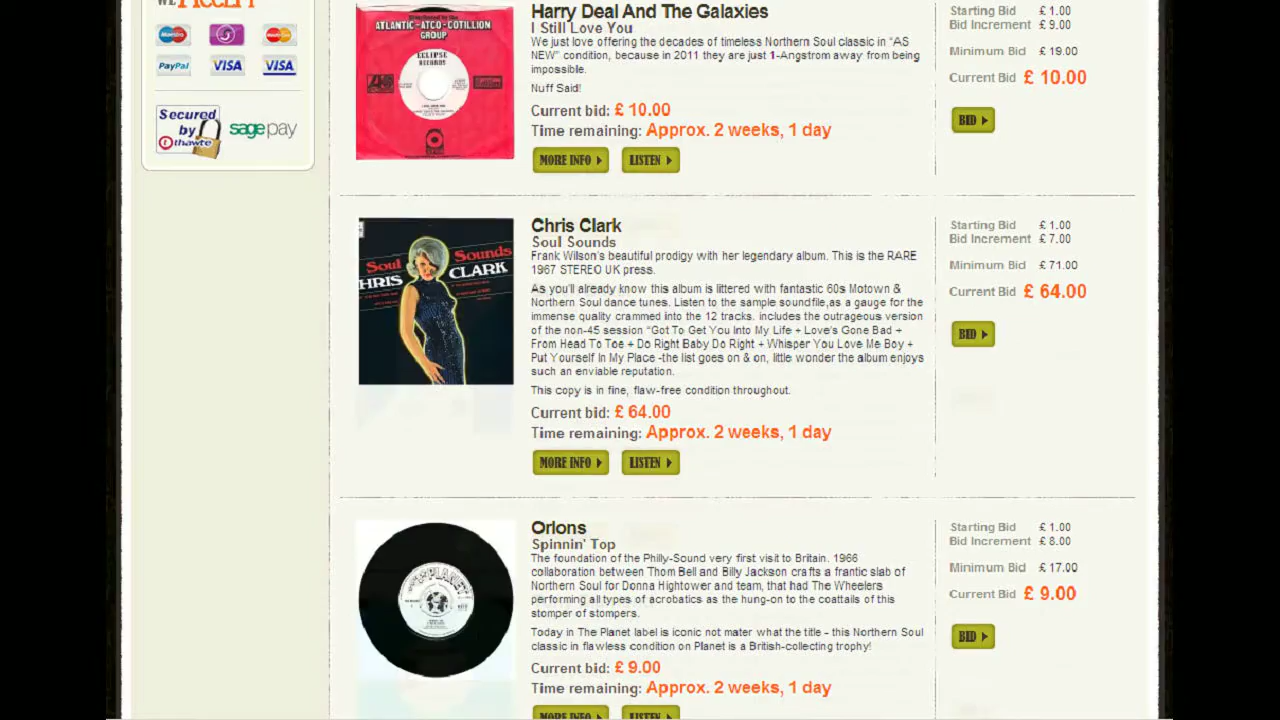 WE ACCEPT
Maestro
MasterCard
PayPal
VISA
VISA
Secured
by
thawte
sage pay
ATLANTIC-ATCO-COTILLION
GROUP
ECLIPSE
RECORDS
Harry Deal And The Galaxies
I Still Love You
We just love offering the decades of timeless Northern Soul classic in "AS
NEW" condition, because in 2011 they are just 1-Angstrom away from being
impossible.
Nuff Said!
Current bid: £ 10.00
Time remaining: Approx. 2 weeks, 1 day
MORE INFO
LISTEN
Starting Bid £ 1.00
Bid Increment £ 9.00
Minimum Bid £ 19.00
Current Bid £ 10.00
BID
Soul Sounds
HRIS CLARK
Chris Clark
Soul Sounds
Frank Wilson's beautiful prodigy with her legendary album. This is the RARE
1967 STEREO UK press.
As you'll already know this album is littered with fantastic 60s Motown &
Northern Soul dance tunes. Listen to the sample soundfile,as a gauge for the
immense quality crammed into the 12 tracks. includes the outrageous version
of the non-45 session "Got To Get You Into My Life + Love's Gone Bad +
From Head To Toe + Do Right Baby Do Right + Whisper You Love Me Boy +
Put Yourself In My Place -the list goes on & on, little wonder the album enjoys
such an enviable reputation.
This copy is in fine, flaw-free condition throughout.
Current bid: £ 64.00
Time remaining: Approx. 2 weeks, 1 day
MORE INFO
LISTEN
Starting Bid £ 1.00
Bid Increment £ 7.00
Minimum Bid £ 71.00
Current Bid £ 64.00
BID
PLANET
Orlons
Spinnin' Top
The foundation of the Philly-Sound very first visit to Britain. 1966
collaboration between Thom Bell and Billy Jackson crafts a frantic slab of
Northern Soul for Donna Hightower and team, that had The Wheelers
performing all types of acrobatics as the hung-on to the coattails of this
stomper of stompers.
Today in The Planet label is iconic not mater what the title - this Northern Soul
classic in flawless condition on Planet is a British-collecting trophy!
Current bid: £ 9.00
Time remaining: Approx. 2 weeks, 1 day
MORE INFO
LISTEN
Starting Bid £ 1.00
Bid Increment £ 8.00
Minimum Bid £ 17.00
Current Bid £ 9.00
BID